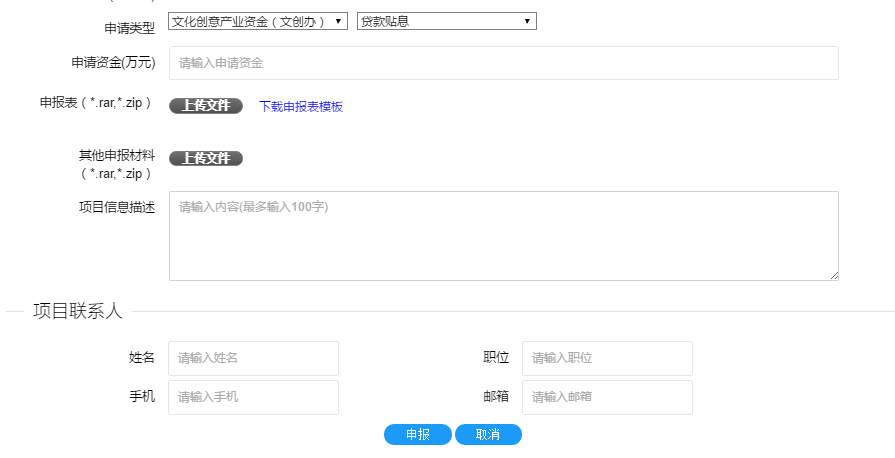 申请类型 文化创意产业资金（文创办） 贷款贴息
申请资金(万元) 请输入申请资金
申报表（*.rar,*.zip） 上传文件 下载申报表模板
其他申报材料 上传文件
（*.rar,*.zip）
项目信息描述 请输入内容(最多输入100字)
项目联系人
姓名 请输入姓名 职位 请输入职位
手机 请输入手机 邮箱 请输入邮箱
申报 取消